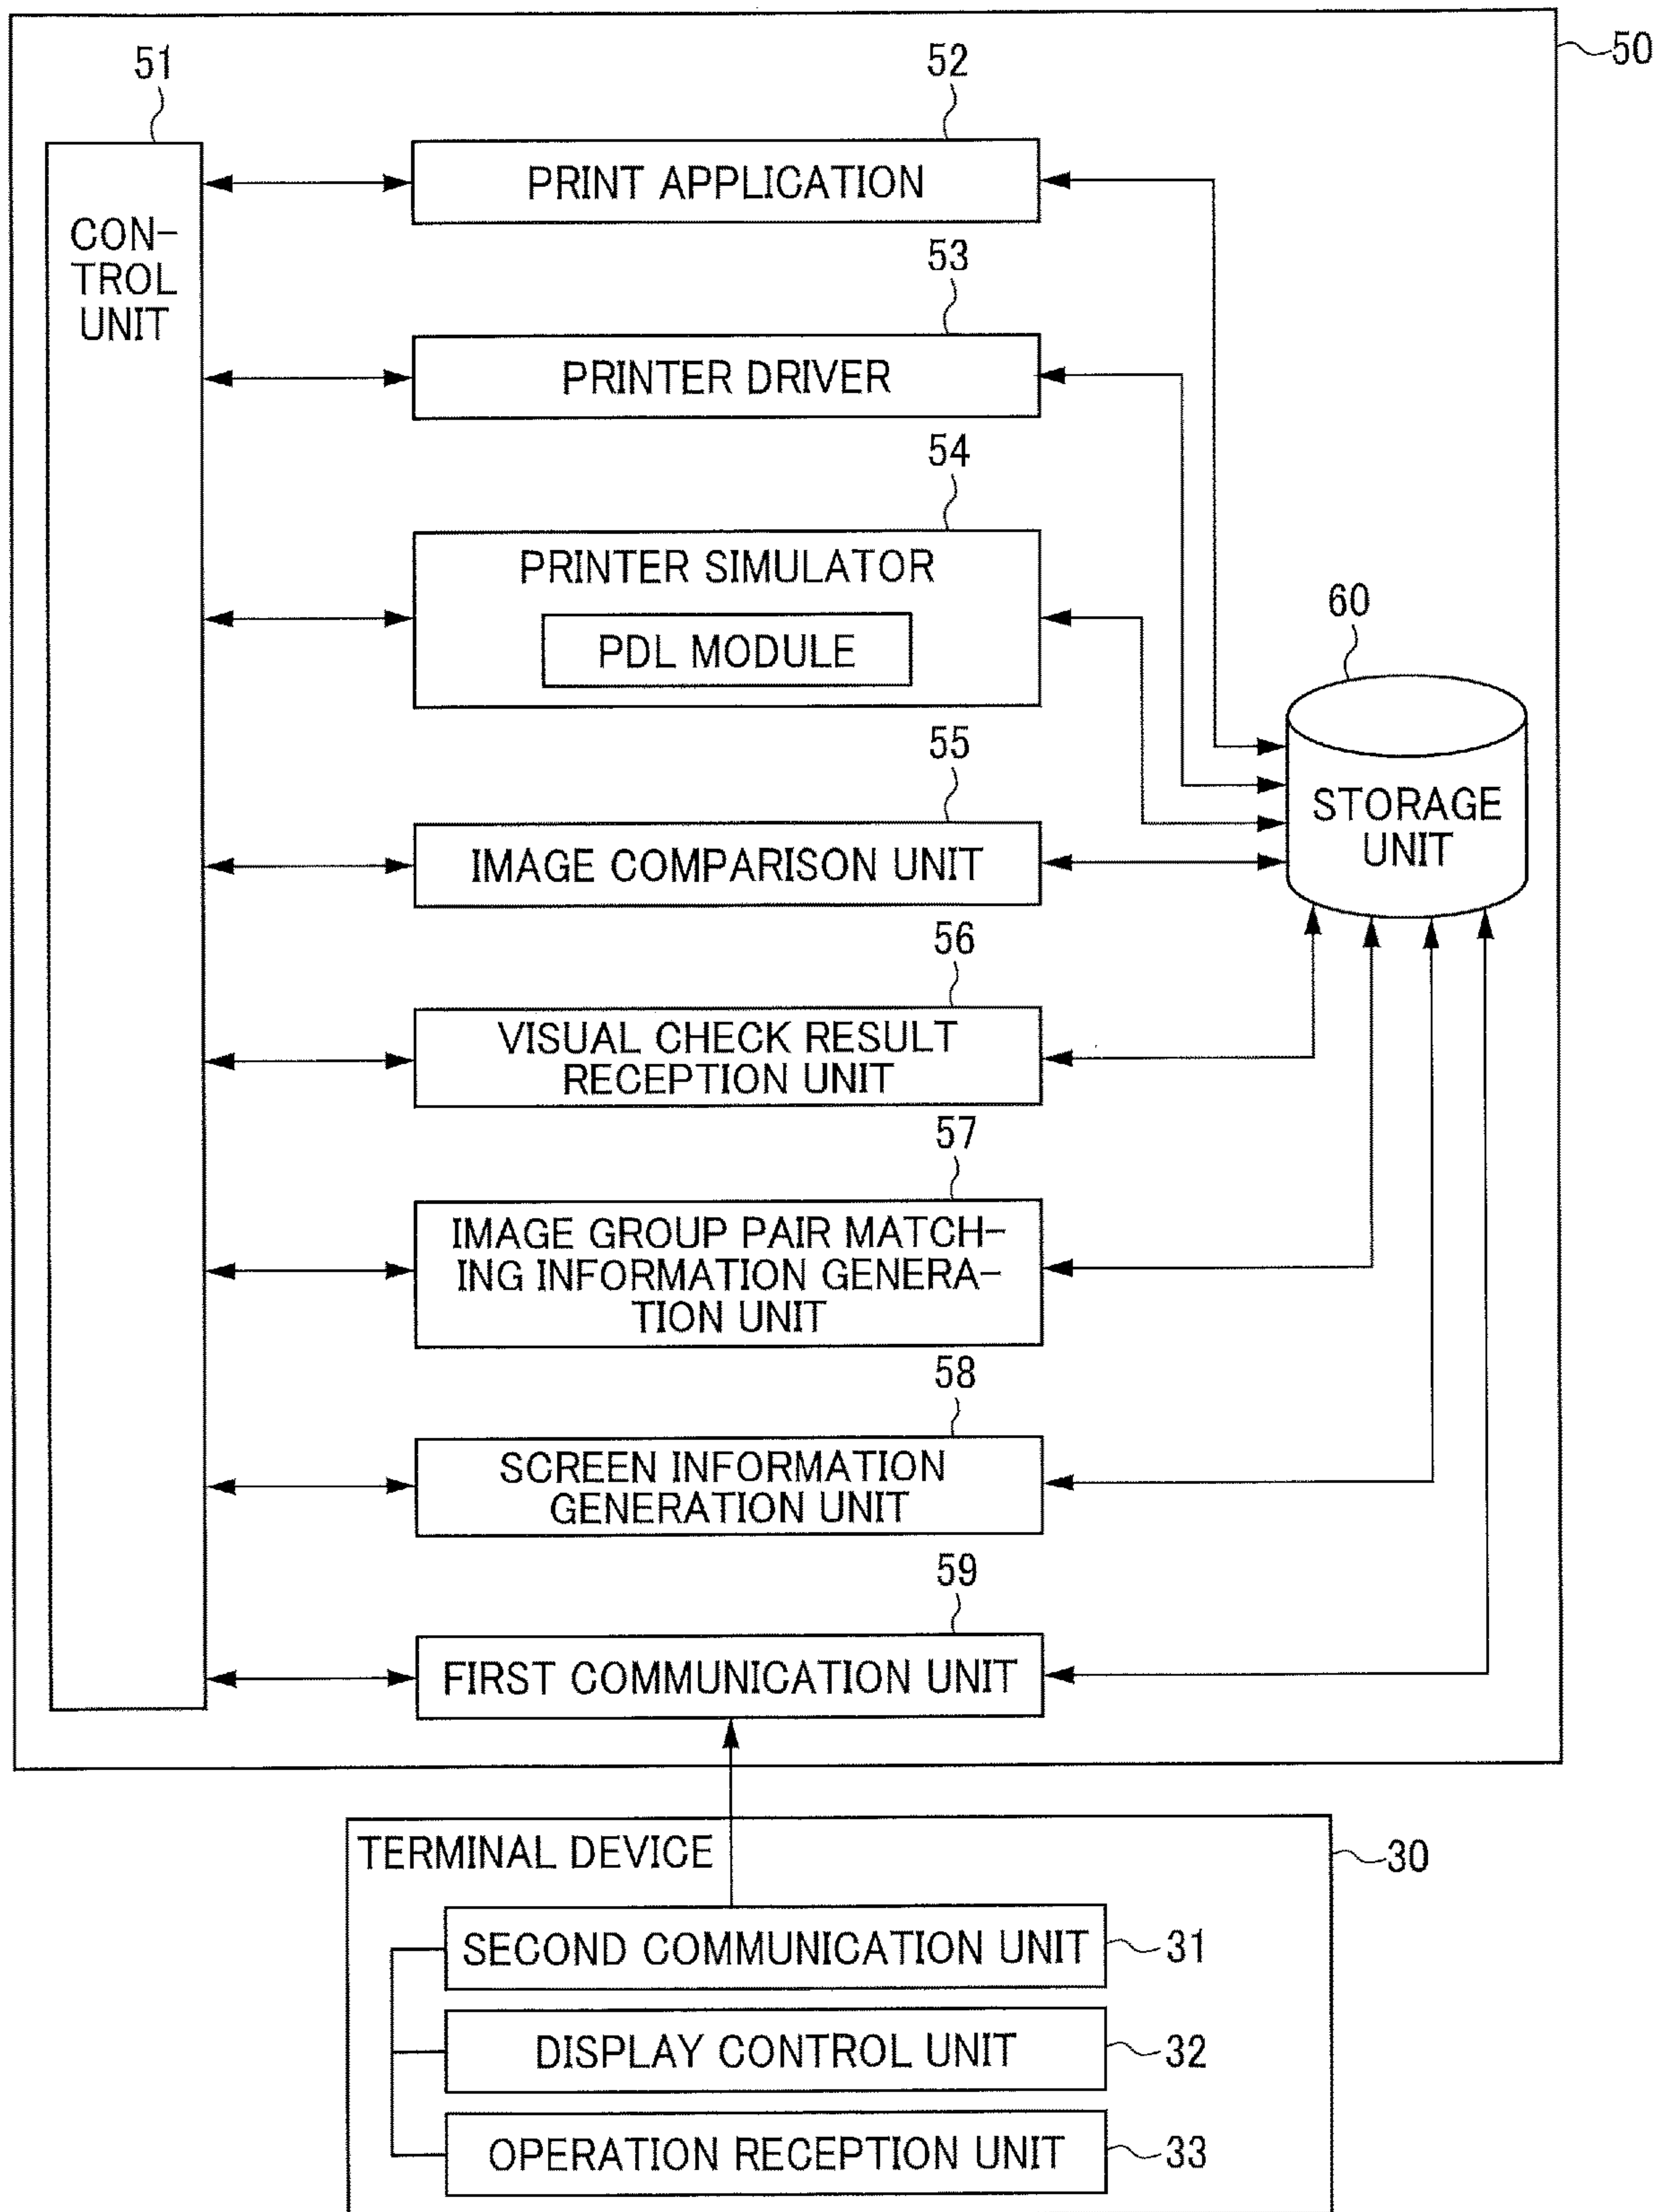 50
51
CON-
TROL
UNIT
52
PRINT APPLICATION
53
PRINTER DRIVER
54
PRINTER SIMULATOR
PDL MODULE
60
STORAGE
UNIT
55
IMAGE COMPARISON UNIT
56
VISUAL CHECK RESULT
RECEPTION UNIT
57
IMAGE GROUP PAIR MATCH-
ING INFORMATION GENERA-
TION UNIT
58
SCREEN INFORMATION
GENERATION UNIT
59
FIRST COMMUNICATION UNIT
TERMINAL DEVICE
30
SECOND COMMUNICATION UNIT
31
DISPLAY CONTROL UNIT
32
OPERATION RECEPTION UNIT
33